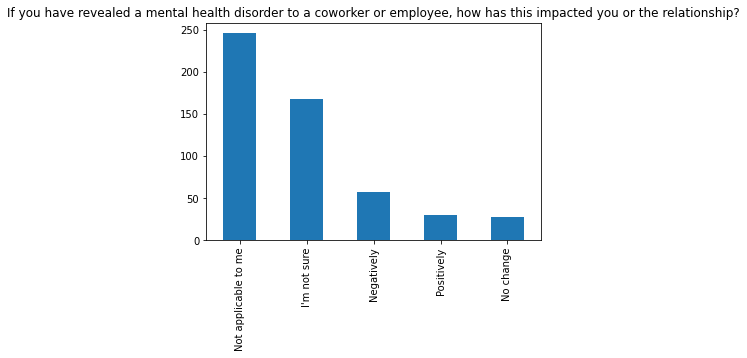 If you have revealed a mental health disorder to a coworker or employee, how has this impacted you or the relationship?
250
200
150
100
50
0
Not applicable to me
I'm not sure
Negatively
Positively
No change